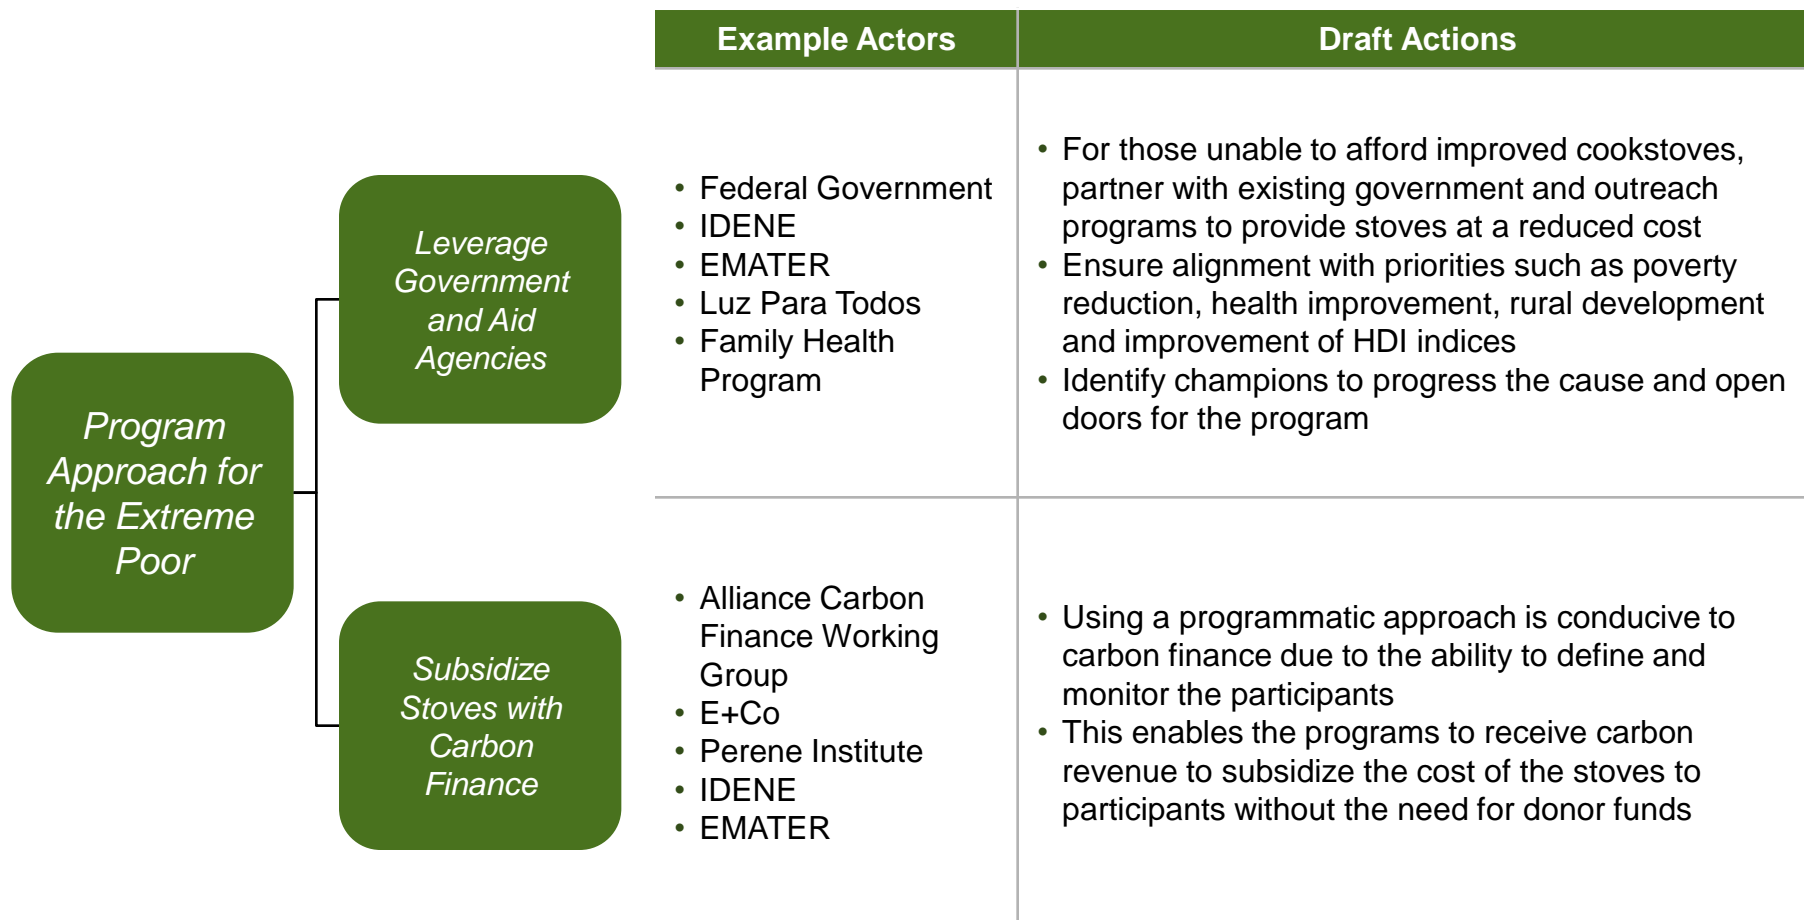 Example Actors
Draft Actions
Program
Approach for
the Extreme
Poor
Leverage
Government
and Aid
Agencies
• Federal Government
• IDENE
• EMATER
• Luz Para Todos
• Family Health
Program
• For those unable to afford improved cookstoves,
partner with existing government and outreach
programs to provide stoves at a reduced cost
• Ensure alignment with priorities such as poverty
reduction, health improvement, rural development
and improvement of HDI indices
• Identify champions to progress the cause and open
doors for the program
Subsidize
Stoves with
Carbon
Finance
• Alliance Carbon
Finance Working
Group
• E+Co
• Perene Institute
• IDENE
• EMATER
• Using a programmatic approach is conducive to
carbon finance due to the ability to define and
monitor the participants
• This enables the programs to receive carbon
revenue to subsidize the cost of the stoves to
participants without the need for donor funds